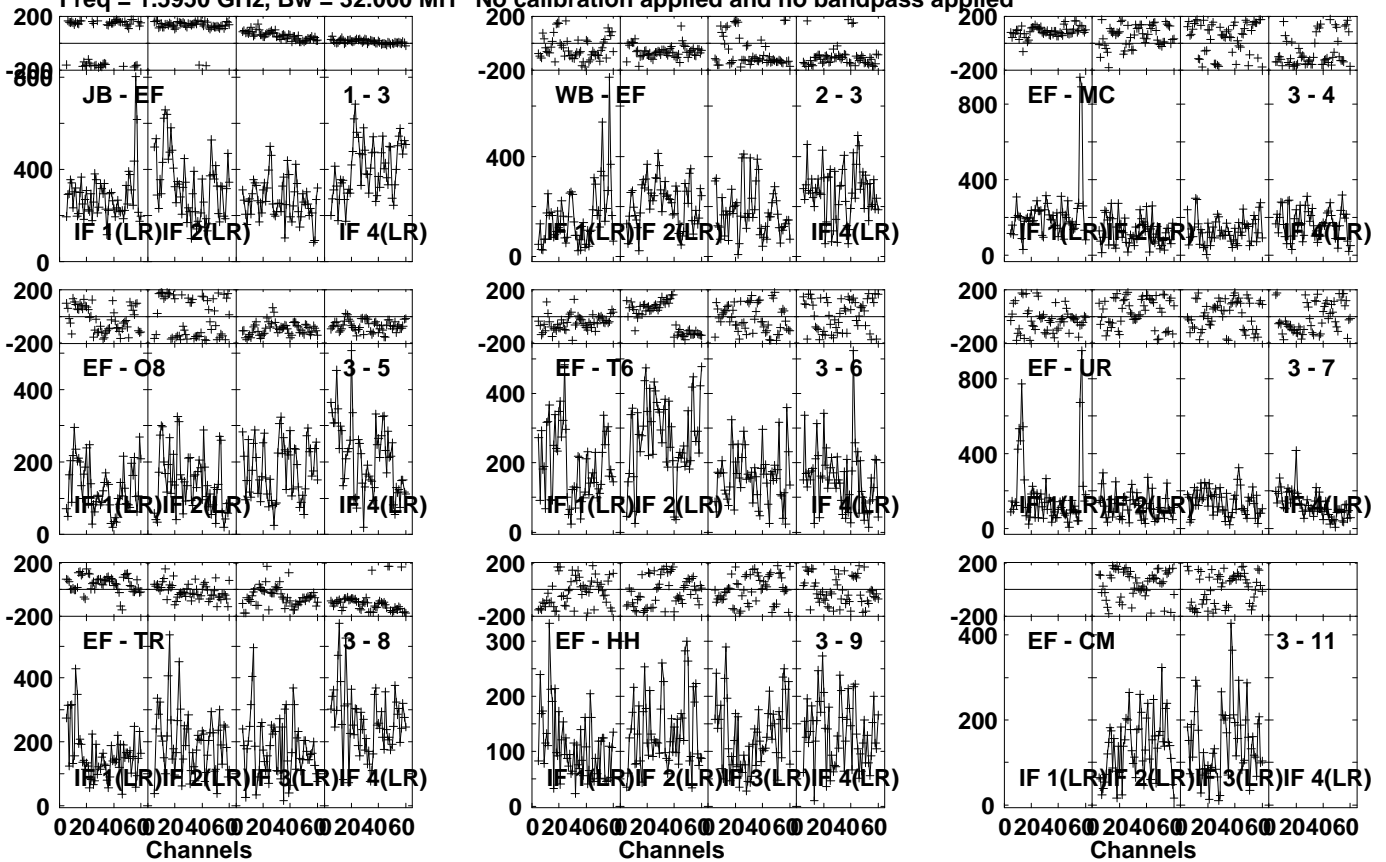 Freq = 1.5950 GHz, Bw = 32.000 MH No calibration applied and no bandpass applied
200
-200
800
JB - EF 1 - 3
400
IF 1(LR) IF 2(LR) IF 4(LR)
0
200
-200
WB - EF 2 - 3
400
IF 1(LR) IF 2(LR) IF 4(LR)
0
200
-200
EF - MC 3 - 4
800
400
IF 1(LR) IF 2(LR) IF 4(LR)
0
200
-200
EF - O8 3 - 5
400
200
IF 1(LR) IF 2(LR) IF 4(LR)
0
200
-200
EF - T6 3 - 6
400
200
IF 1(LR) IF 2(LR) IF 4(LR)
0
200
-200
EF - UR 3 - 7
800
400
IF 1(LR) IF 2(LR) IF 4(LR)
0
200
-200
EF - TR 3 - 8
400
200
IF 1(LR) IF 2(LR) IF 3(LR) IF 4(LR)
0
0 20 40 60 0 20 40 60 0 20 40 60 0 20 40 60
Channels
200
-200
EF - HH 3 - 9
300
200
100
IF 1(LR) IF 2(LR) IF 3(LR) IF 4(LR)
0
0 20 40 60 0 20 40 60 0 20 40 60 0 20 40 60
Channels
200
-200
EF - CM 3 - 11
400
200
IF 1(LR) IF 2(LR) IF 3(LR) IF 4(LR)
0
0 20 40 60 0 20 40 60 0 20 40 60 0 20 40 60
Channels